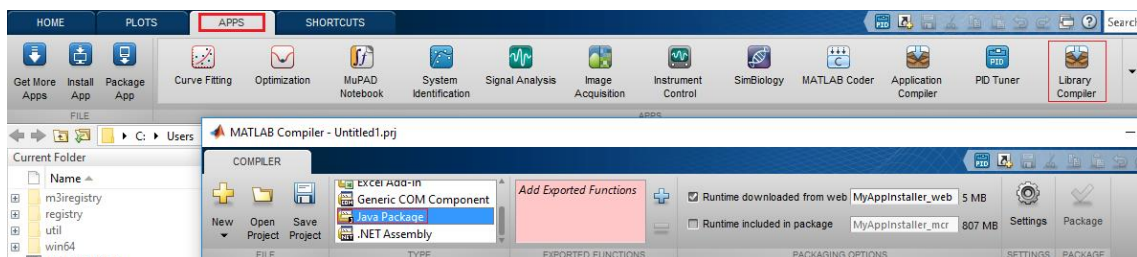 HOME PLOTS APPS SHORTCUTS Search
Get More Apps
Install App
Package App
Curve Fitting
Optimization
MuPAD Notebook
System Identification
Signal Analysis
Image Acquisition
Instrument Control
SimBiology
MATLAB Coder
Application Compiler
PID Tuner
Library Compiler
FILE APPS
C: Users
MATLAB Compiler - Untitled1.prj
Current Folder
Name
m3iregistry
registry
util
win64
COMPILER
New
Open Project
Save Project
Excel Add-in
Generic COM Component
Java Package
.NET Assembly
Add Exported Functions
Runtime downloaded from web MyAppInstaller_web 5 MB
Runtime included in package MyAppInstaller_mcr 807 MB
Settings
Package
FILE TYPE EXPORTED FUNCTIONS PACKAGING OPTIONS SETTINGS PACKAGE